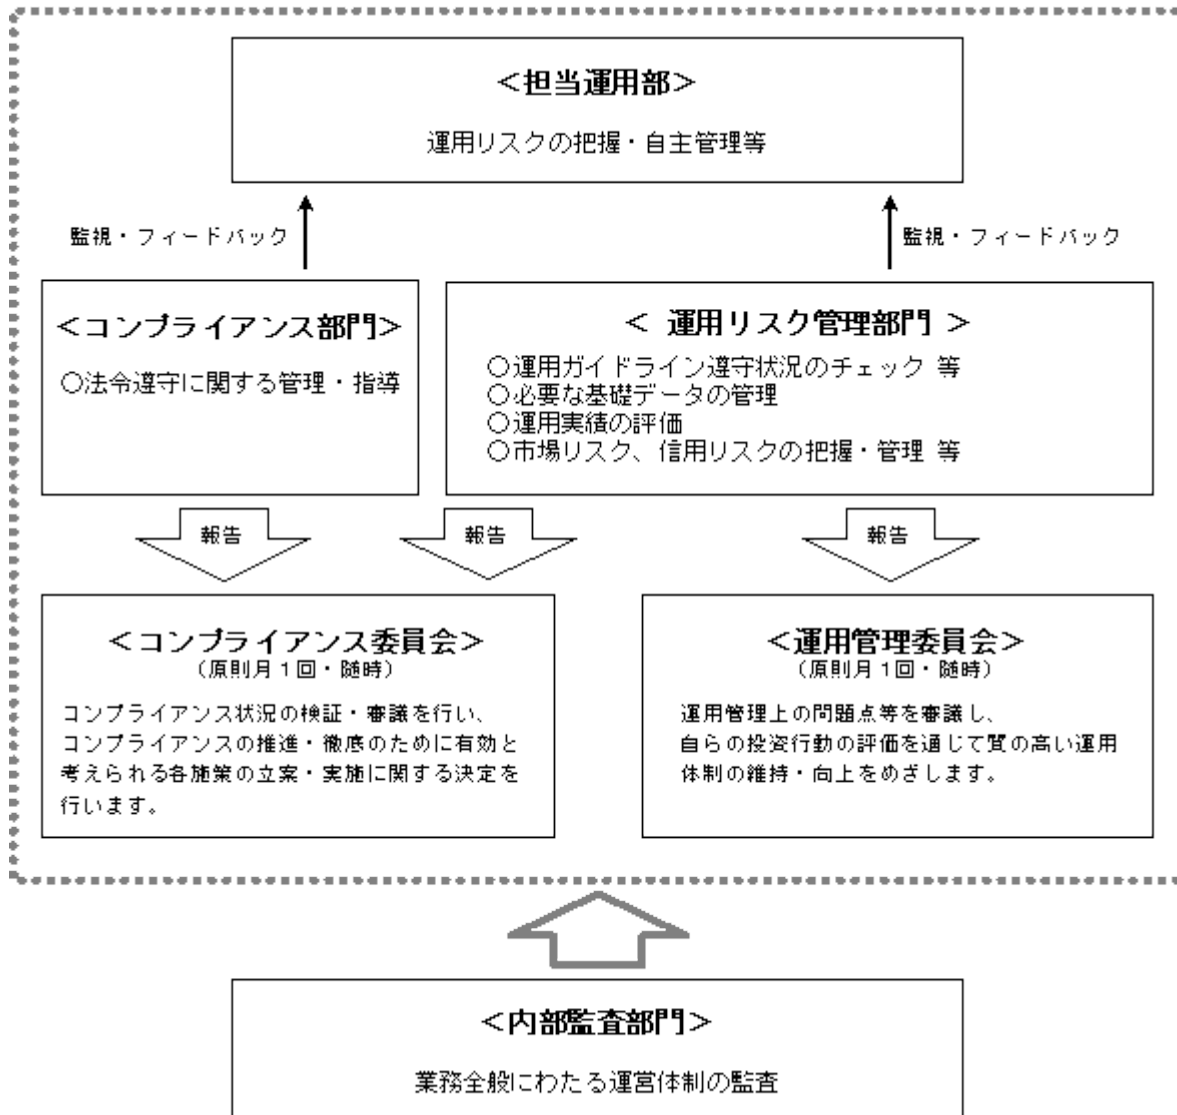 ＜担当運用部＞
運用リスクの把握・自主管理等
監視・フィードバック
監視・フィードバック
＜コンプライアンス部門＞
○法令遵守に関する管理・指導
＜ 運用リスク管理部門 ＞
○運用ガイドライン遵守状況のチェック 等
○必要な基礎データの管理
○運用実績の評価
○市場リスク、信用リスクの把握・管理 等
報告
報告
報告
＜コンプライアンス委員会＞
（原則月１回・随時）
コンプライアンス状況の検証・審議を行い、
コンプライアンスの推進・徹底のために有効と
考えられる各施策の立案・実施に関する決定を
行います。
＜運用管理委員会＞
（原則月１回・随時）
運用管理上の問題点等を審議し、
自らの投資行動の評価を通じて質の高い運用
体制の維持・向上をめざします。
＜内部監査部門＞
業務全般にわたる運営体制の監査